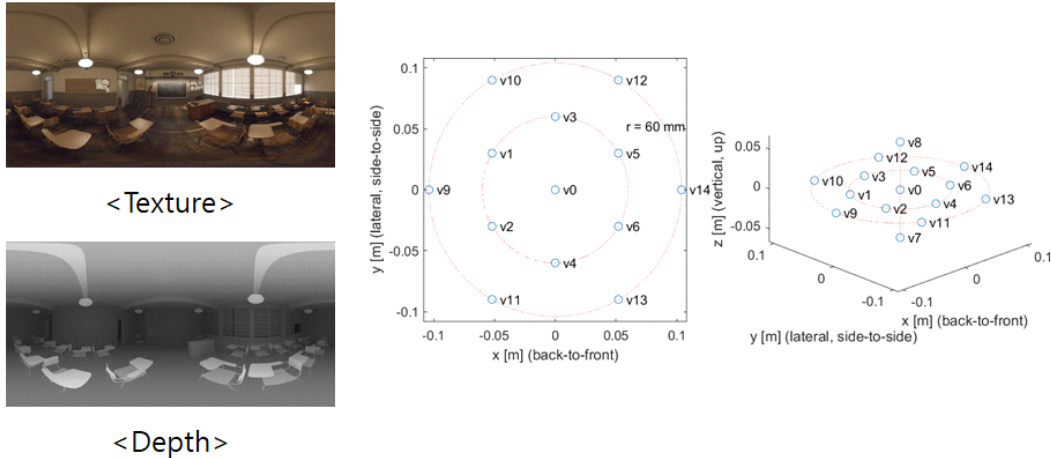 <Texture>
<Depth>
0.1
0.05
0
-0.05
-0.1
-0.1
-0.05
0
0.05
0.1
y [m] (lateral, side-to-side)
x [m] (back-to-front)
v10
v12
v3
r = 60 mm
v1
v5
v9
v0
v14
v2
v6
v4
v11
v13
0.05
0
-0.05
z [m] (vertical, up)
v8
v12
v14
v3
v5
v10
v0
v6
v1
v13
v2
v4
v9
v11
v7
0.1
0
-0.1
-0.1
0
0.1
x [m] (back-to-front)
y [m] (lateral, side-to-side)